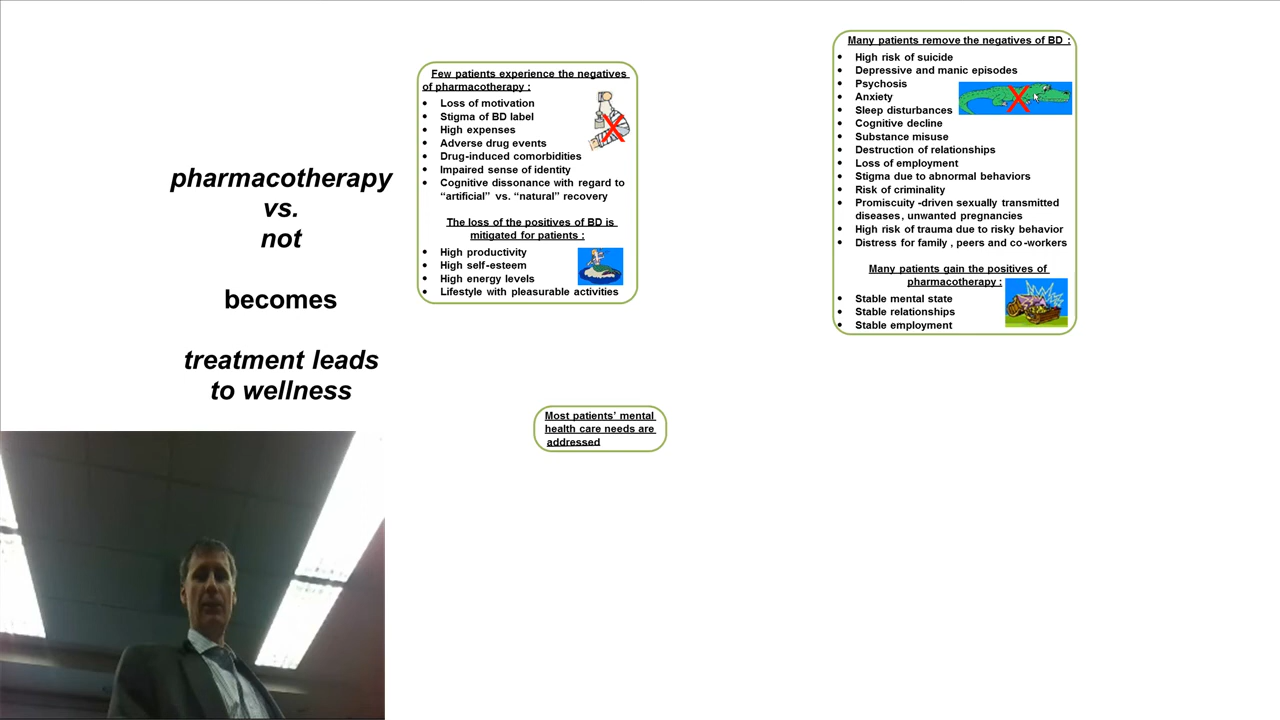 pharmacotherapy
vs.
not
becomes
treatment leads
to wellness
Few patients experience the negatives
of pharmacotherapy :
• Loss of motivation
• Stigma of BD label
• High expenses
• Adverse drug events
• Drug-induced comorbidities
• Impaired sense of identity
• Cognitive dissonance with regard to
“artificial” vs. “natural” recovery
The loss of the positives of BD is
mitigated for patients :
• High productivity
• High self-esteem
• High energy levels
• Lifestyle with pleasurable activities
Most patients’ mental
health care needs are
addressed
Many patients remove the negatives of BD :
• High risk of suicide
• Depressive and manic episodes
• Psychosis
• Anxiety
• Sleep disturbances
• Cognitive decline
• Substance misuse
• Destruction of relationships
• Loss of employment
• Stigma due to abnormal behaviors
• Risk of criminality
• Promiscuity -driven sexually transmitted
diseases, unwanted pregnancies
• High risk of trauma due to risky behavior
• Distress for family , peers and co-workers
Many patients gain the positives of
pharmacotherapy :
• Stable mental state
• Stable relationships
• Stable employment